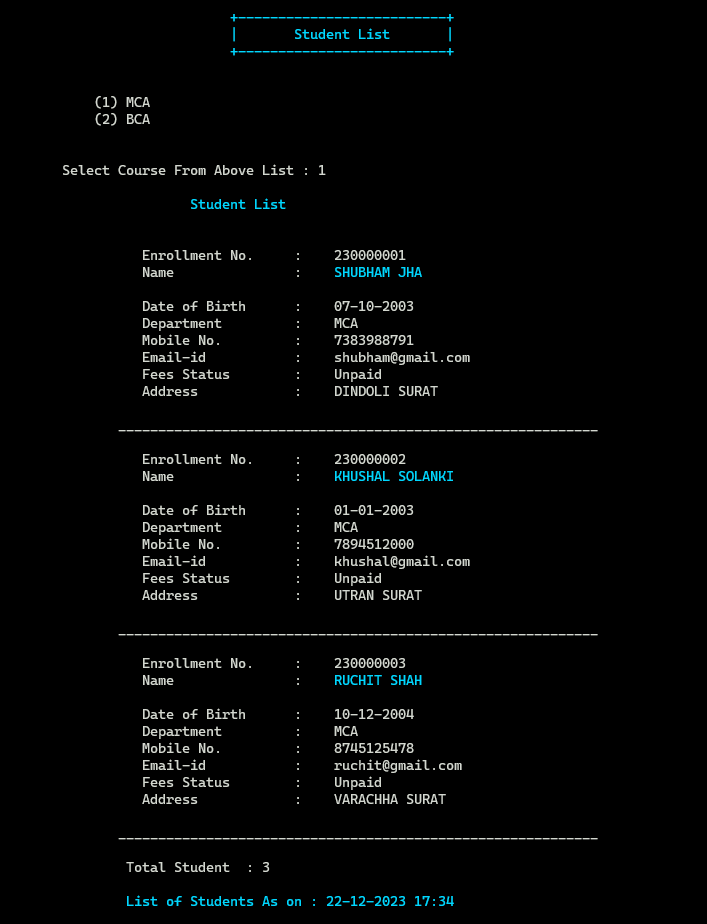 +--------------------------+
|       Student List       |
+--------------------------+
(1) MCA
(2) BCA
Select Course From Above List : 1
Student List
Enrollment No.     :    230000001
Name               :    SHUBHAM JHA
Date of Birth      :    07-10-2003
Department         :    MCA
Mobile No.         :    7383988791
Email-id           :    shubham@gmail.com
Fees Status        :    Unpaid
Address            :    DINDOLI SURAT
------------------------------------------------------------
Enrollment No.     :    230000002
Name               :    KHUSHAL SOLANKI
Date of Birth      :    01-01-2003
Department         :    MCA
Mobile No.         :    7894512000
Email-id           :    khushal@gmail.com
Fees Status        :    Unpaid
Address            :    UTRAN SURAT
------------------------------------------------------------
Enrollment No.     :    230000003
Name               :    RUCHIT SHAH
Date of Birth      :    10-12-2004
Department         :    MCA
Mobile No.         :    8745125478
Email-id           :    ruchit@gmail.com
Fees Status        :    Unpaid
Address            :    VARACHHA SURAT
------------------------------------------------------------
Total Student  : 3
List of Students As on : 22-12-2023 17:34